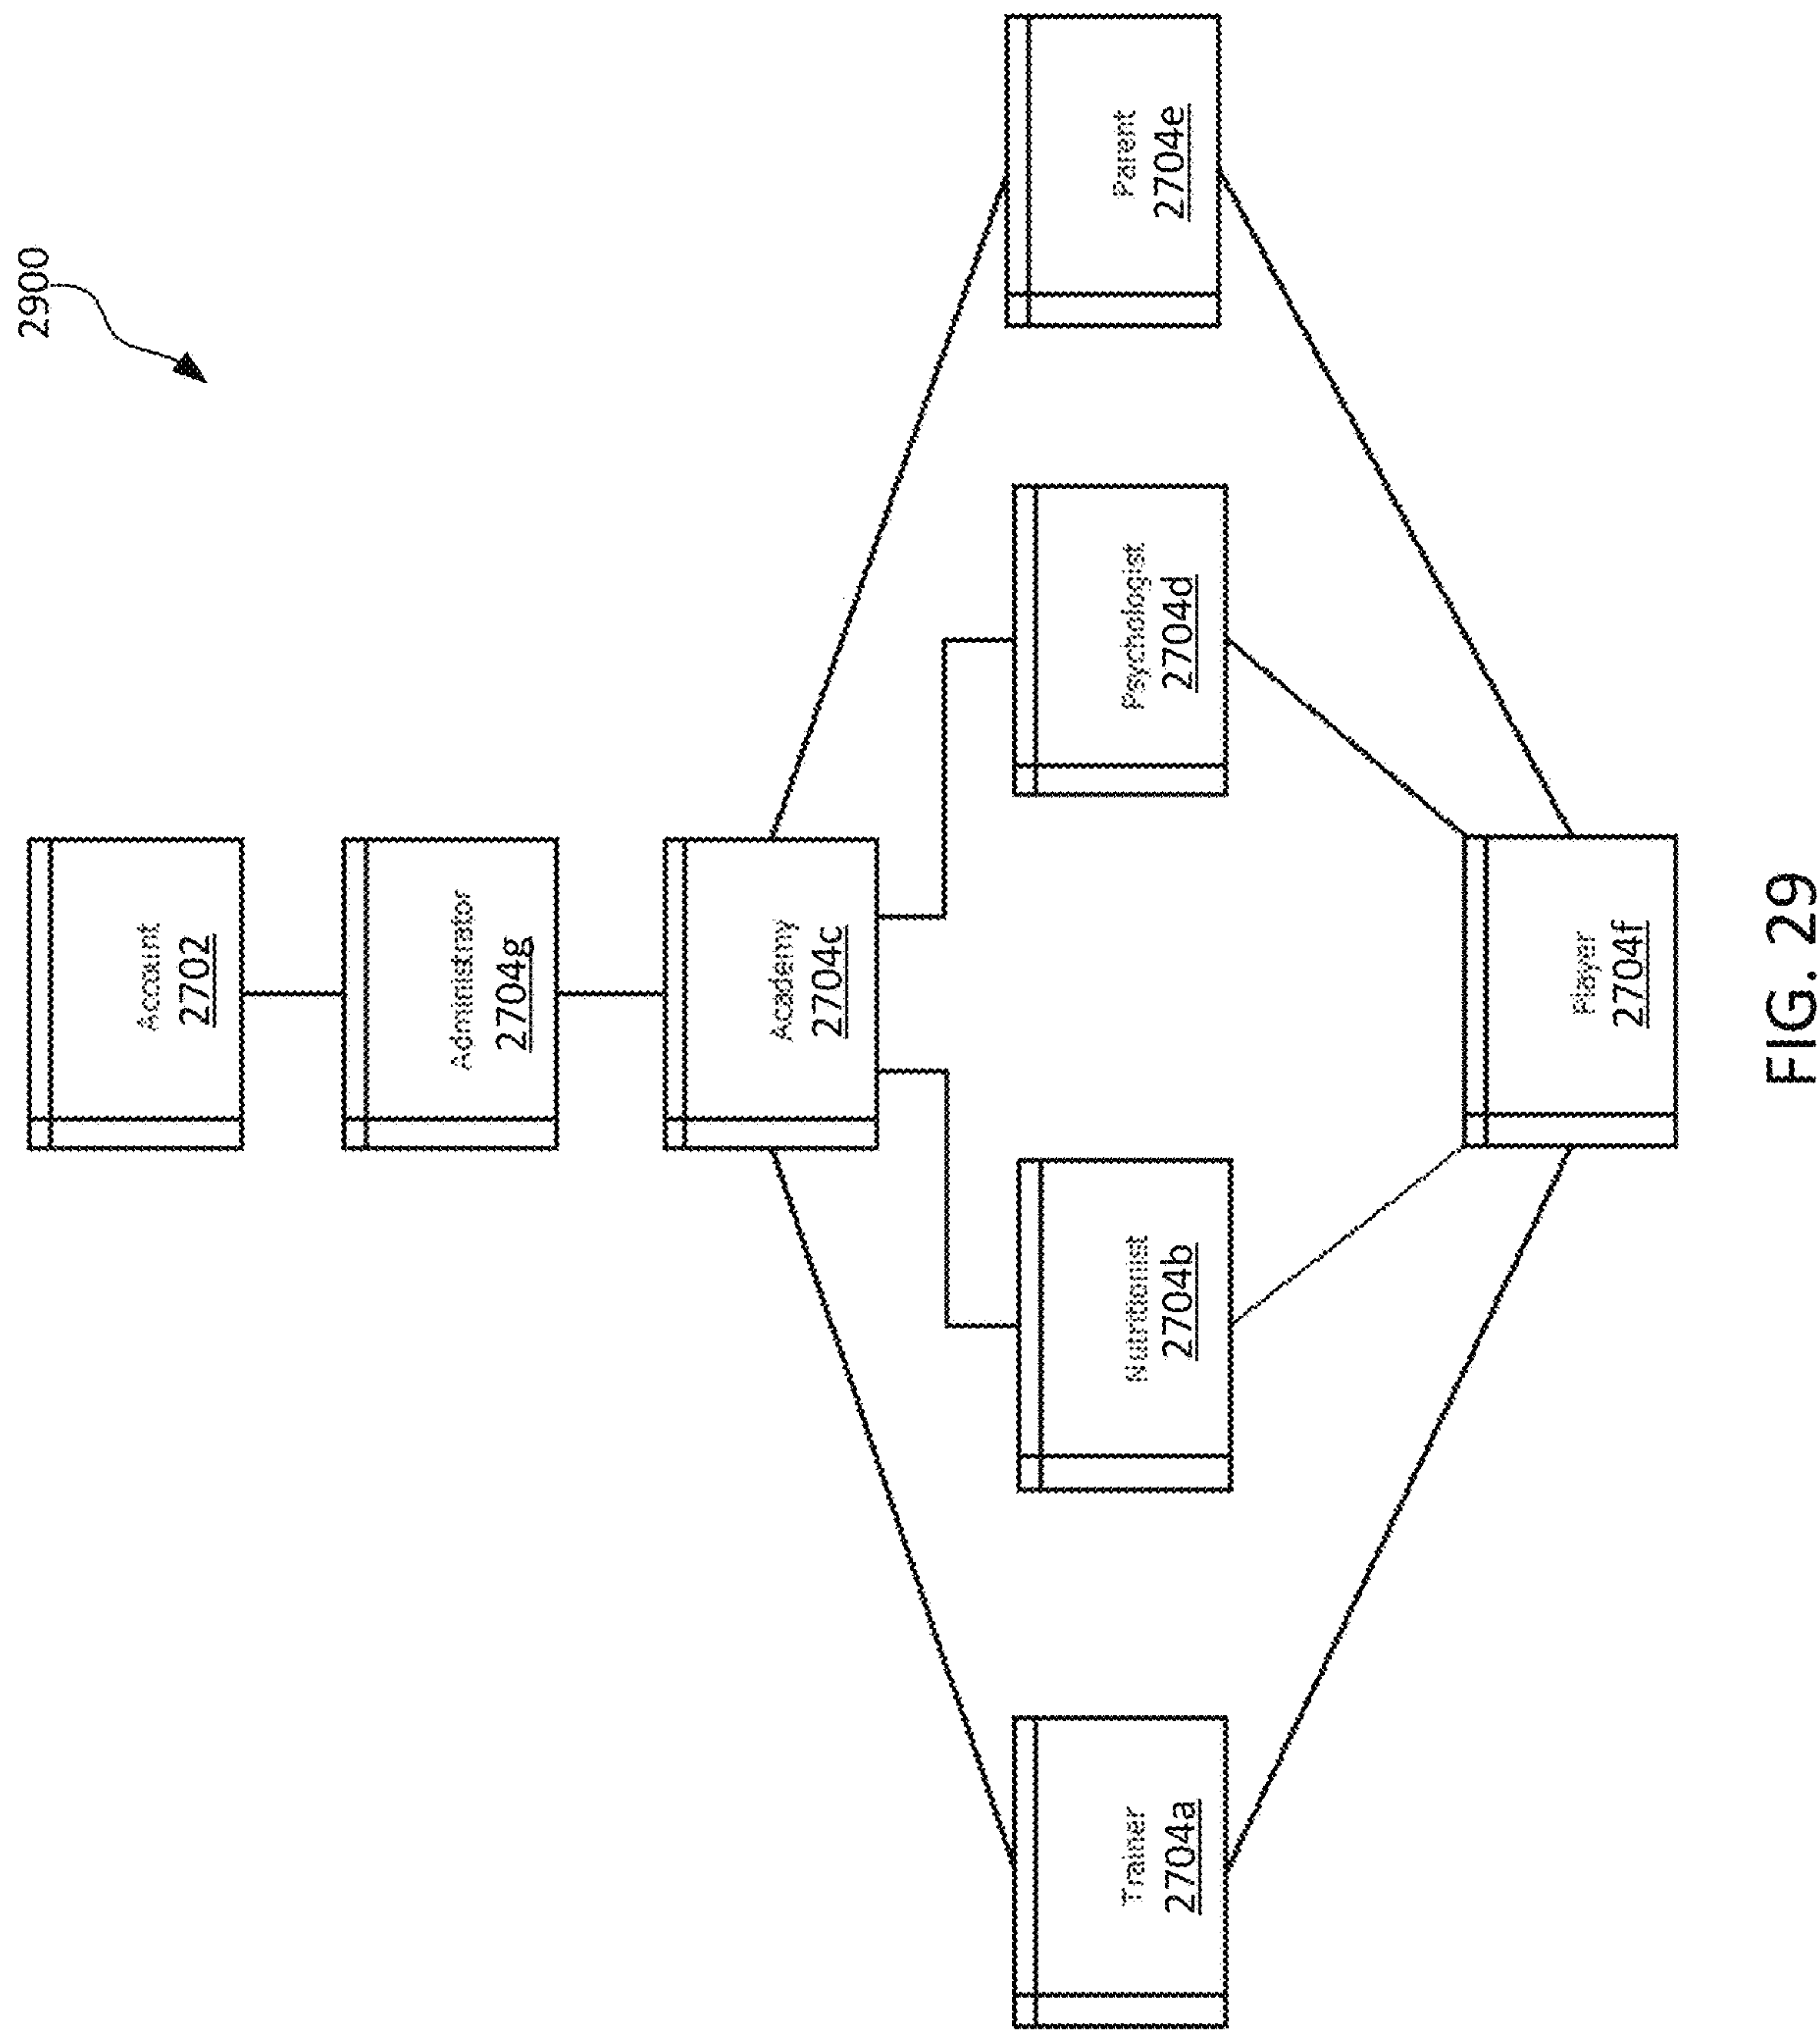 2900
Account
2702
Administrator
2704g
Academy
2704c
Trainer
2704a
Nutritionist
2704b
Psychologist
2704d
Parent
2704e
Player
2704f
FIG. 29